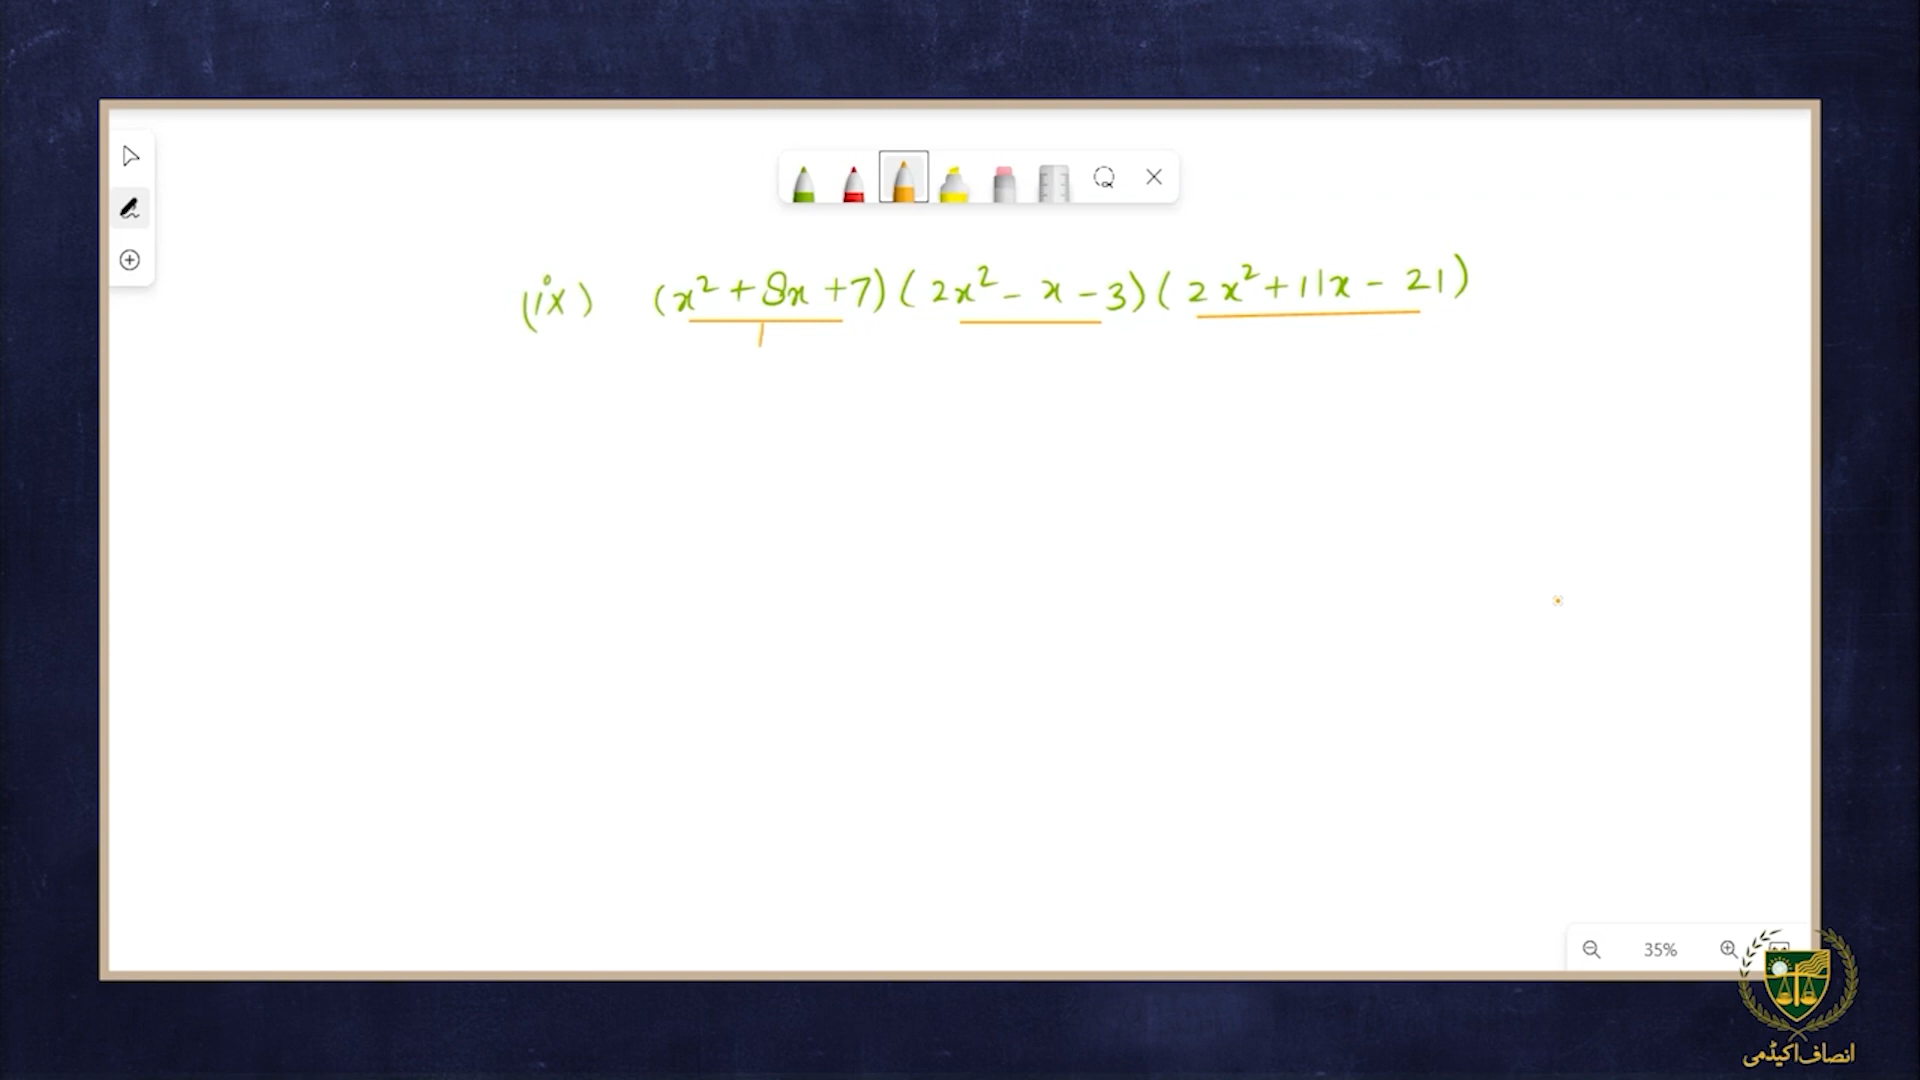 (ix) (x² + 8x + 7) (2x² - x - 3) (2x² + 11x - 21)
35%
انصاف اکیڈمی